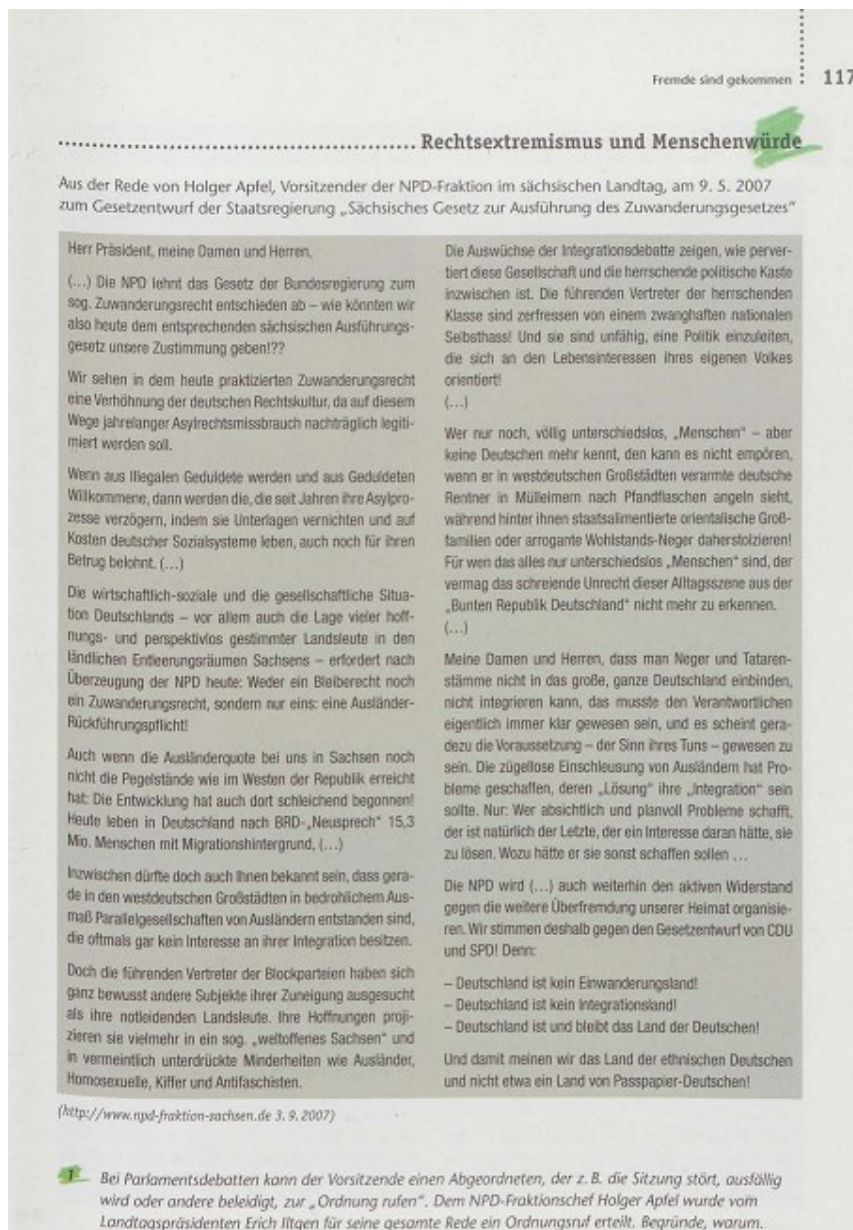 Fremde sind gekommen 117
Rechtsextremismus und Menschenwürde
Aus der Rede von Holger Apfel, Vorsitzender der NPD-Fraktion im sächsischen Landtag, am 9. 5. 2007
zum Gesetzentwurf der Staatsregierung „Sächsisches Gesetz zur Ausführung des Zuwanderungsgesetzes“
Herr Präsident, meine Damen und Herren,
(...) Die NPD lehnt das Gesetz der Bundesregierung zum
sog. Zuwanderungsrecht entschieden ab – wie könnten wir
also heute dem entsprechenden sächsischen Ausführungs-
gesetz unsere Zustimmung geben!??
Wir sehen in dem heute praktizierten Zuwanderungsrecht
eine Verhöhnung der deutschen Rechtskultur, da auf diesem
Wege jahrelanger Asylrechtsmissbrauch nachträglich legiti-
miert werden soll.
Wenn aus Illegalen Geduldete werden und aus Geduldeten
Willkommene, dann werden die, die seit Jahren ihre Asylpro-
zesse verzögern, indem sie Unterlagen vernichten und auf
Kosten deutscher Sozialsysteme leben, auch noch für ihren
Betrug belohnt. (...)
Die wirtschaftlich-soziale und die gesellschaftliche Situa-
tion Deutschlands – vor allem auch die Lage vieler hoff-
nungs- und perspektivlos gestimmter Landsleute in den
ländlichen Entleerungsräumen Sachsens – erfordert nach
Überzeugung der NPD heute: Weder ein Bleiberecht noch
ein Zuwanderungsrecht, sondern nur eins: eine Ausländer-
Rückführungspflicht!
Auch wenn die Ausländerquote bei uns in Sachsen noch
nicht die Pegelstände wie im Westen der Republik erreicht
hat: Die Entwicklung hat auch dort schleichend begonnen!
Heute leben in Deutschland nach BRD-„Neusprech“ 15,3
Mio. Menschen mit Migrationshintergrund, (...)
Inzwischen dürfte doch auch Ihnen bekannt sein, dass gera-
de in den westdeutschen Großstädten in bedrohlichem Aus-
maß Parallelgesellschaften von Ausländern entstanden sind,
die oftmals gar kein Interesse an ihrer Integration besitzen.
Doch die führenden Vertreter der Blockparteien haben sich
ganz bewusst andere Subjekte ihrer Zuneigung ausgesucht
als ihre notleidenden Landsleute. Ihre Hoffnungen proji-
zieren sie vielmehr in ein sog. „weltoffenes Sachsen“ und
in vermeintlich unterdrückte Minderheiten wie Ausländer,
Homosexuelle, Kiffer und Antifaschisten.
Die Auswüchse der Integrationsdebatte zeigen, wie perver-
tiert diese Gesellschaft und die herrschende politische Kaste
inzwischen ist. Die führenden Vertreter der herrschenden
Klasse sind zerfressen von einem zwanghaften nationalen
Selbsthass! Und sie sind unfähig, eine Politik einzuleiten,
die sich an den Lebensinteressen ihres eigenen Volkes
orientiert!
(...)
Wer nur noch, völlig unterschiedslos, „Menschen“ – aber
keine Deutschen mehr kennt, den kann es nicht empören,
wenn er in westdeutschen Großstädten verarmte deutsche
Rentner in Mülleimern nach Pfandflaschen angeln sieht,
während hinter ihnen staatsalimentierte orientalische Groß-
familien oder arrogante Wohlstands-Neger daherstolzieren!
Für wen das alles nur unterschiedslos „Menschen“ sind, der
vermag das schreiende Unrecht dieser Alltagsszene aus der
„Bunten Republik Deutschland“ nicht mehr zu erkennen.
(...)
Meine Damen und Herren, dass man Neger und Tataren-
stämme nicht in das große, ganze Deutschland einbinden,
nicht integrieren kann, das musste den Verantwortlichen
eigentlich immer klar gewesen sein, und es scheint gera-
dezu die Voraussetzung – der Sinn ihres Tuns – gewesen zu
sein. Die zügellose Einschleusung von Ausländern hat Pro-
bleme geschaffen, deren „Lösung“ ihre „Integration“ sein
sollte. Nur: Wer absichtlich und planvoll Probleme schafft,
der ist natürlich der Letzte, der ein Interesse daran hätte, sie
zu lösen. Wozu hätte er sie sonst schaffen sollen ...
Die NPD wird (...) auch weiterhin den aktiven Widerstand
gegen die weitere Überfremdung unserer Heimat organisie-
ren. Wir stimmen deshalb gegen den Gesetzentwurf von CDU
und SPD! Denn:
– Deutschland ist kein Einwanderungsland!
– Deutschland ist kein Integrationsland!
– Deutschland ist und bleibt das Land der Deutschen!
Und damit meinen wir das Land der ethnischen Deutschen
und nicht etwa ein Land von Passpapier-Deutschen!
(http://www.npd-fraktion-sachsen.de 3. 9. 2007)
1 Bei Parlamentsdebatten kann der Vorsitzende einen Abgeordneten, der z. B. die Sitzung stört, ausfällig
wird oder andere beleidigt, zur „Ordnung rufen“. Dem NPD-Fraktionschef Holger Apfel wurde vom
Landtagspräsidenten Erich Iltgen für seine gesamte Rede ein Ordnungsruf erteilt. Begründe, warum.